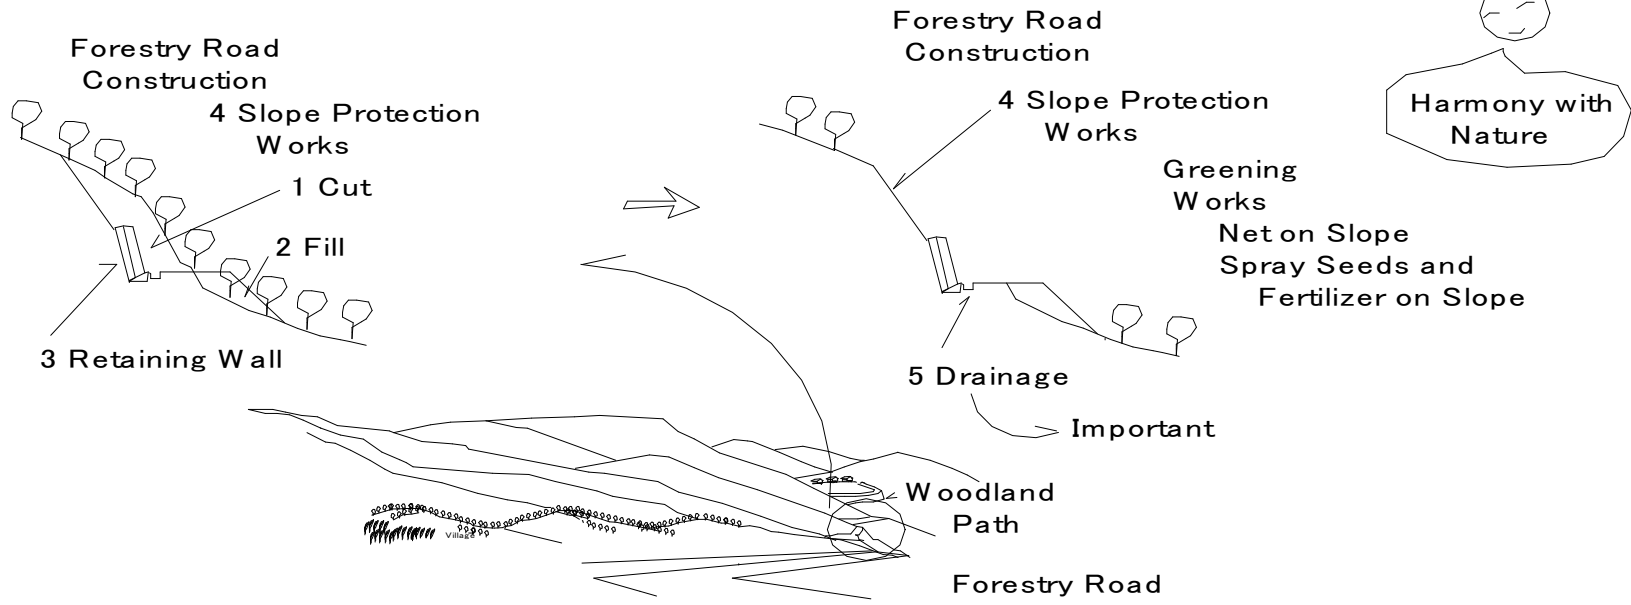 Forestry Road
Construction
4 Slope Protection
Works
1 Cut
2 Fill
3 Retaining Wall
Forestry Road
Construction
4 Slope Protection
Works
Greening
Works
Net on Slope
Spray Seeds and
Fertilizer on Slope
5 Drainage
Important
Harmony with
Nature
Woodland
Path
Village
Forestry Road